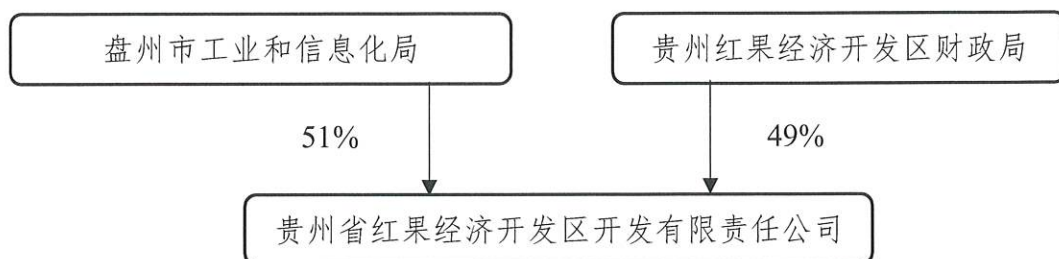 盘州市工业和信息化局
贵州红果经济开发区财政局
51%
49%
贵州省红果经济开发区开发有限责任公司